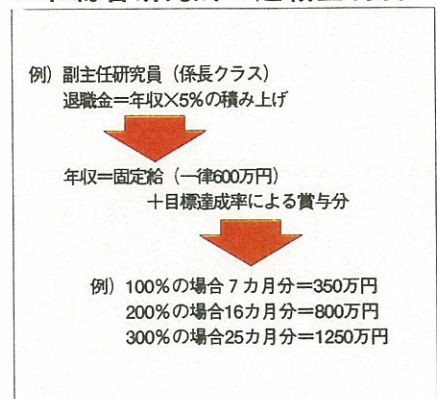 例）副主任研究員（係長クラス）
退職金＝年収×5%の積み上げ
年収＝固定給（一律600万円）
＋目標達成率による賞与分
例）100%の場合７カ月分＝350万円
200%の場合16カ月分＝800万円
300%の場合25カ月分＝1250万円